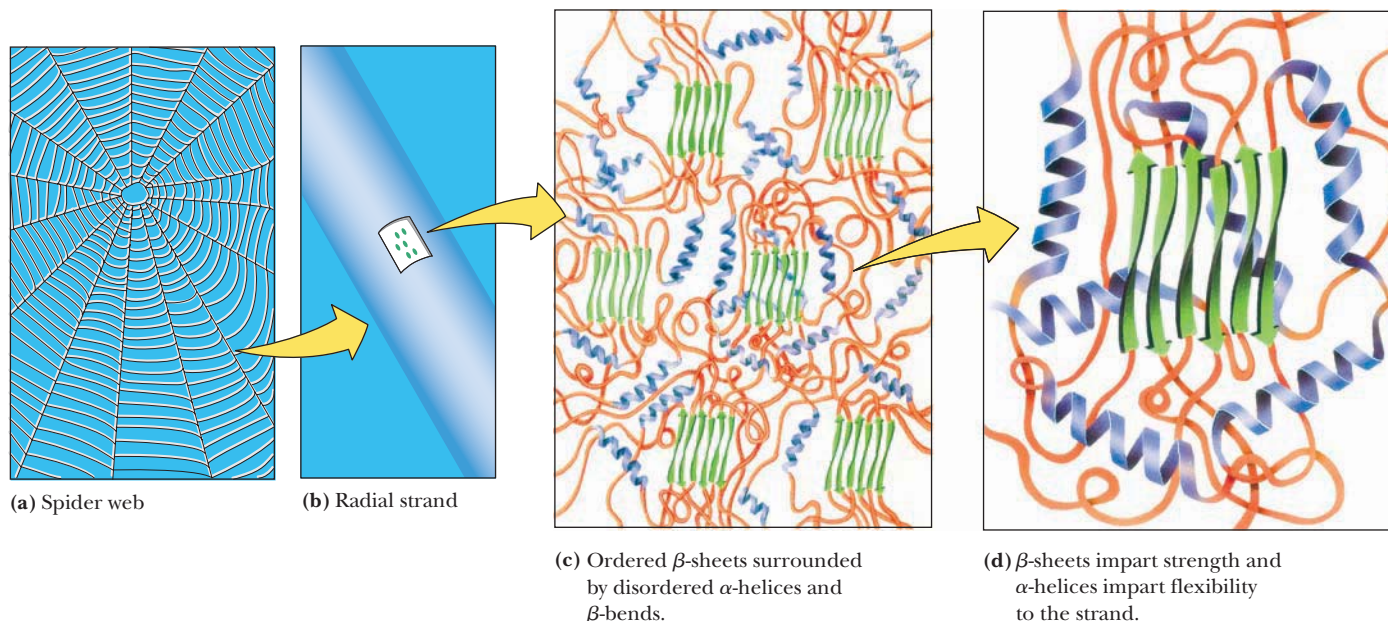 (a) Spider web
(b) Radial strand
(c) Ordered β-sheets surrounded
by disordered α-helices and
β-bends.
(d) β-sheets impart strength and
α-helices impart flexibility
to the strand.